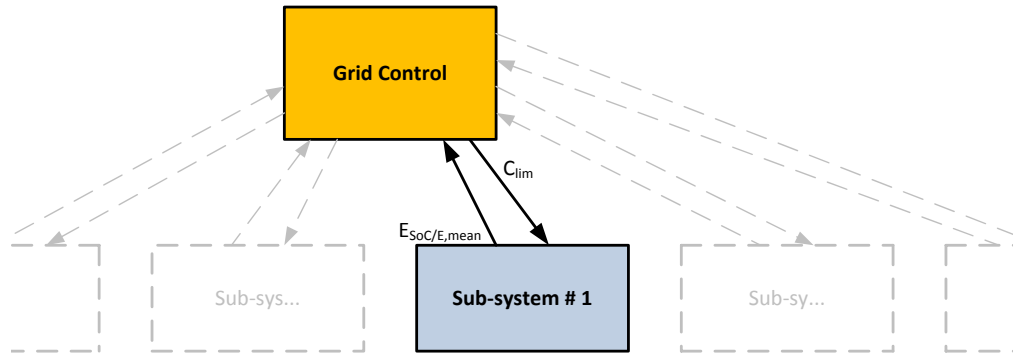 Grid Control
C_lim
E_SoC/E,mean
Sub-sys...
Sub-system # 1
Sub-sy...